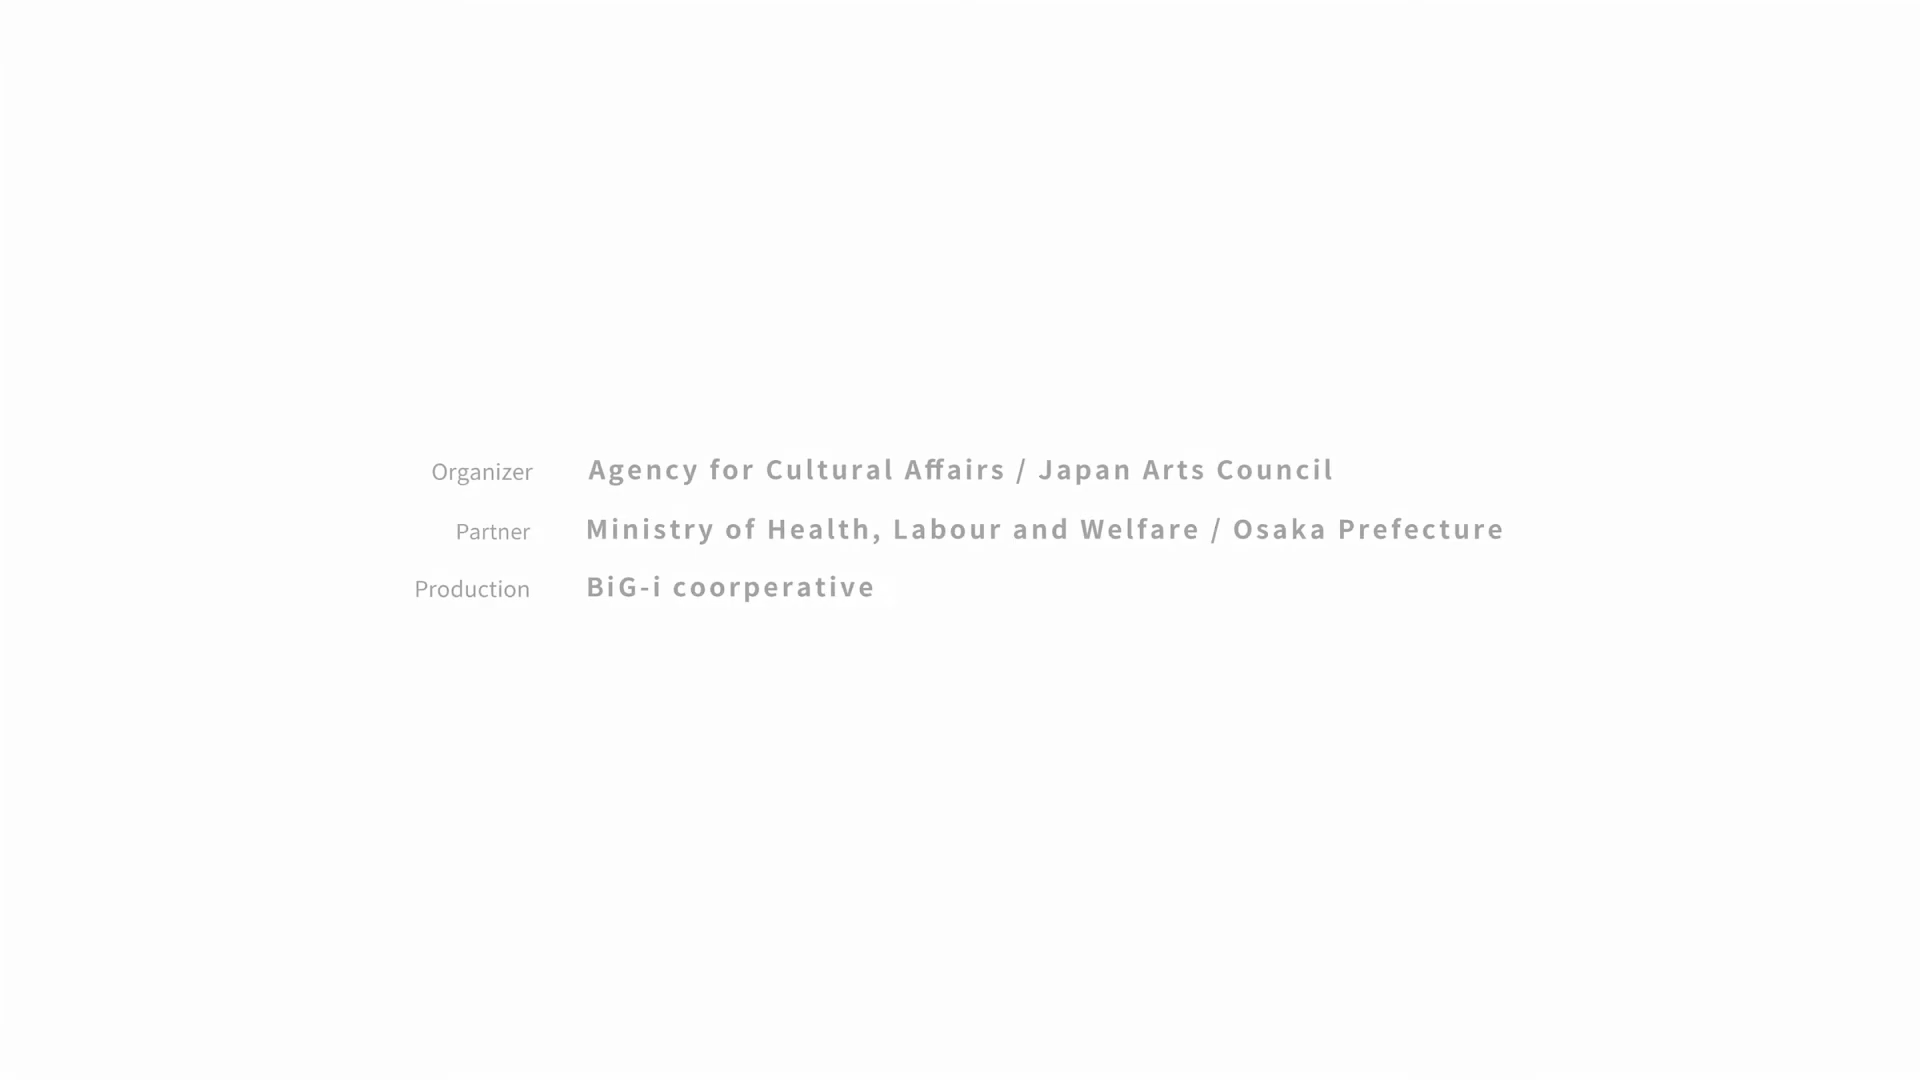 Organizer Agency for Cultural Affairs / Japan Arts Council
Partner Ministry of Health, Labour and Welfare / Osaka Prefecture
Production BiG-i coorperative